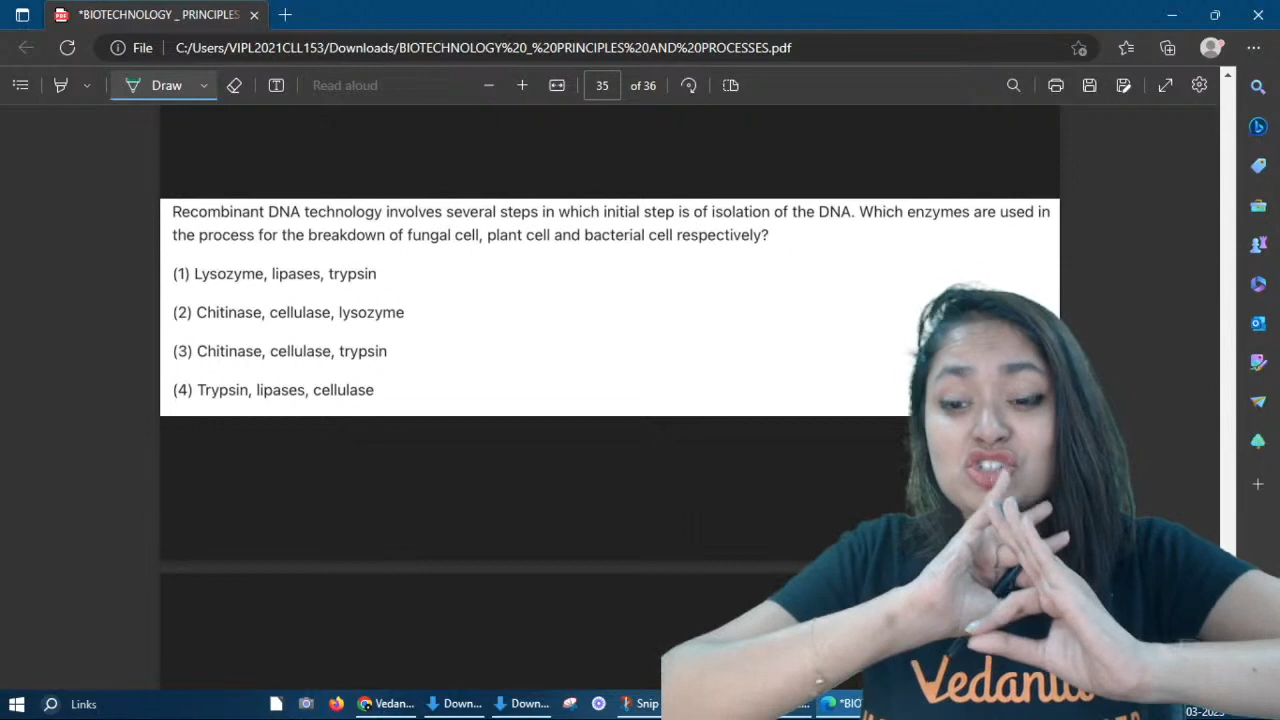 *BIOTECHNOLOGY _ PRINCIPLES
File C:/Users/VIPL2021CLL153/Downloads/BIOTECHNOLOGY%20_%20PRINCIPLES%20AND%20PROCESSES.pdf
Draw Read aloud 35 of 36
Recombinant DNA technology involves several steps in which initial step is of isolation of the DNA. Which enzymes are used in
the process for the breakdown of fungal cell, plant cell and bacterial cell respectively?
(1) Lysozyme, lipases, trypsin
(2) Chitinase, cellulase, lysozyme
(3) Chitinase, cellulase, trypsin
(4) Trypsin, lipases, cellulase
Vedantu
Links Vedan... Down... Down... Snip *BIO